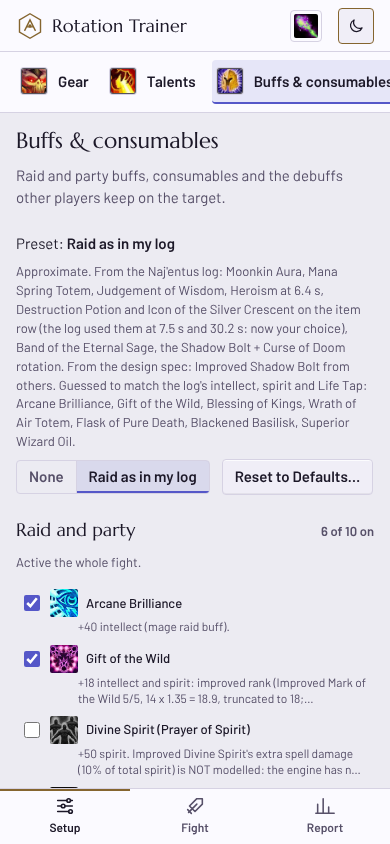 Rotation Trainer
Gear
Talents
Buffs & consumables
Buffs & consumables
Raid and party buffs, consumables and the debuffs
other players keep on the target.
Preset: Raid as in my log
Approximate. From the Naj'entus log: Moonkin Aura, Mana
Spring Totem, Judgement of Wisdom, Heroism at 6.4 s,
Destruction Potion and Icon of the Silver Crescent on the item
row (the log used them at 7.5 s and 30.2 s: now your choice),
Band of the Eternal Sage, the Shadow Bolt + Curse of Doom
rotation. From the design spec: Improved Shadow Bolt from
others. Guessed to match the log's intellect, spirit and Life Tap:
Arcane Brilliance, Gift of the Wild, Blessing of Kings, Wrath of
Air Totem, Flask of Pure Death, Blackened Basilisk, Superior
Wizard Oil.
None
Raid as in my log
Reset to Defaults...
Raid and party
6 of 10 on
Active the whole fight.
Arcane Brilliance
+40 intellect (mage raid buff).
Gift of the Wild
+18 intellect and spirit: improved rank (Improved Mark of
the Wild 5/5, 14 x 1.35 = 18.9, truncated to 18;...
Divine Spirit (Prayer of Spirit)
+50 spirit. Improved Divine Spirit's extra spell damage
(10% of total spirit) is NOT modelled: the engine has n...
Setup
Fight
Report